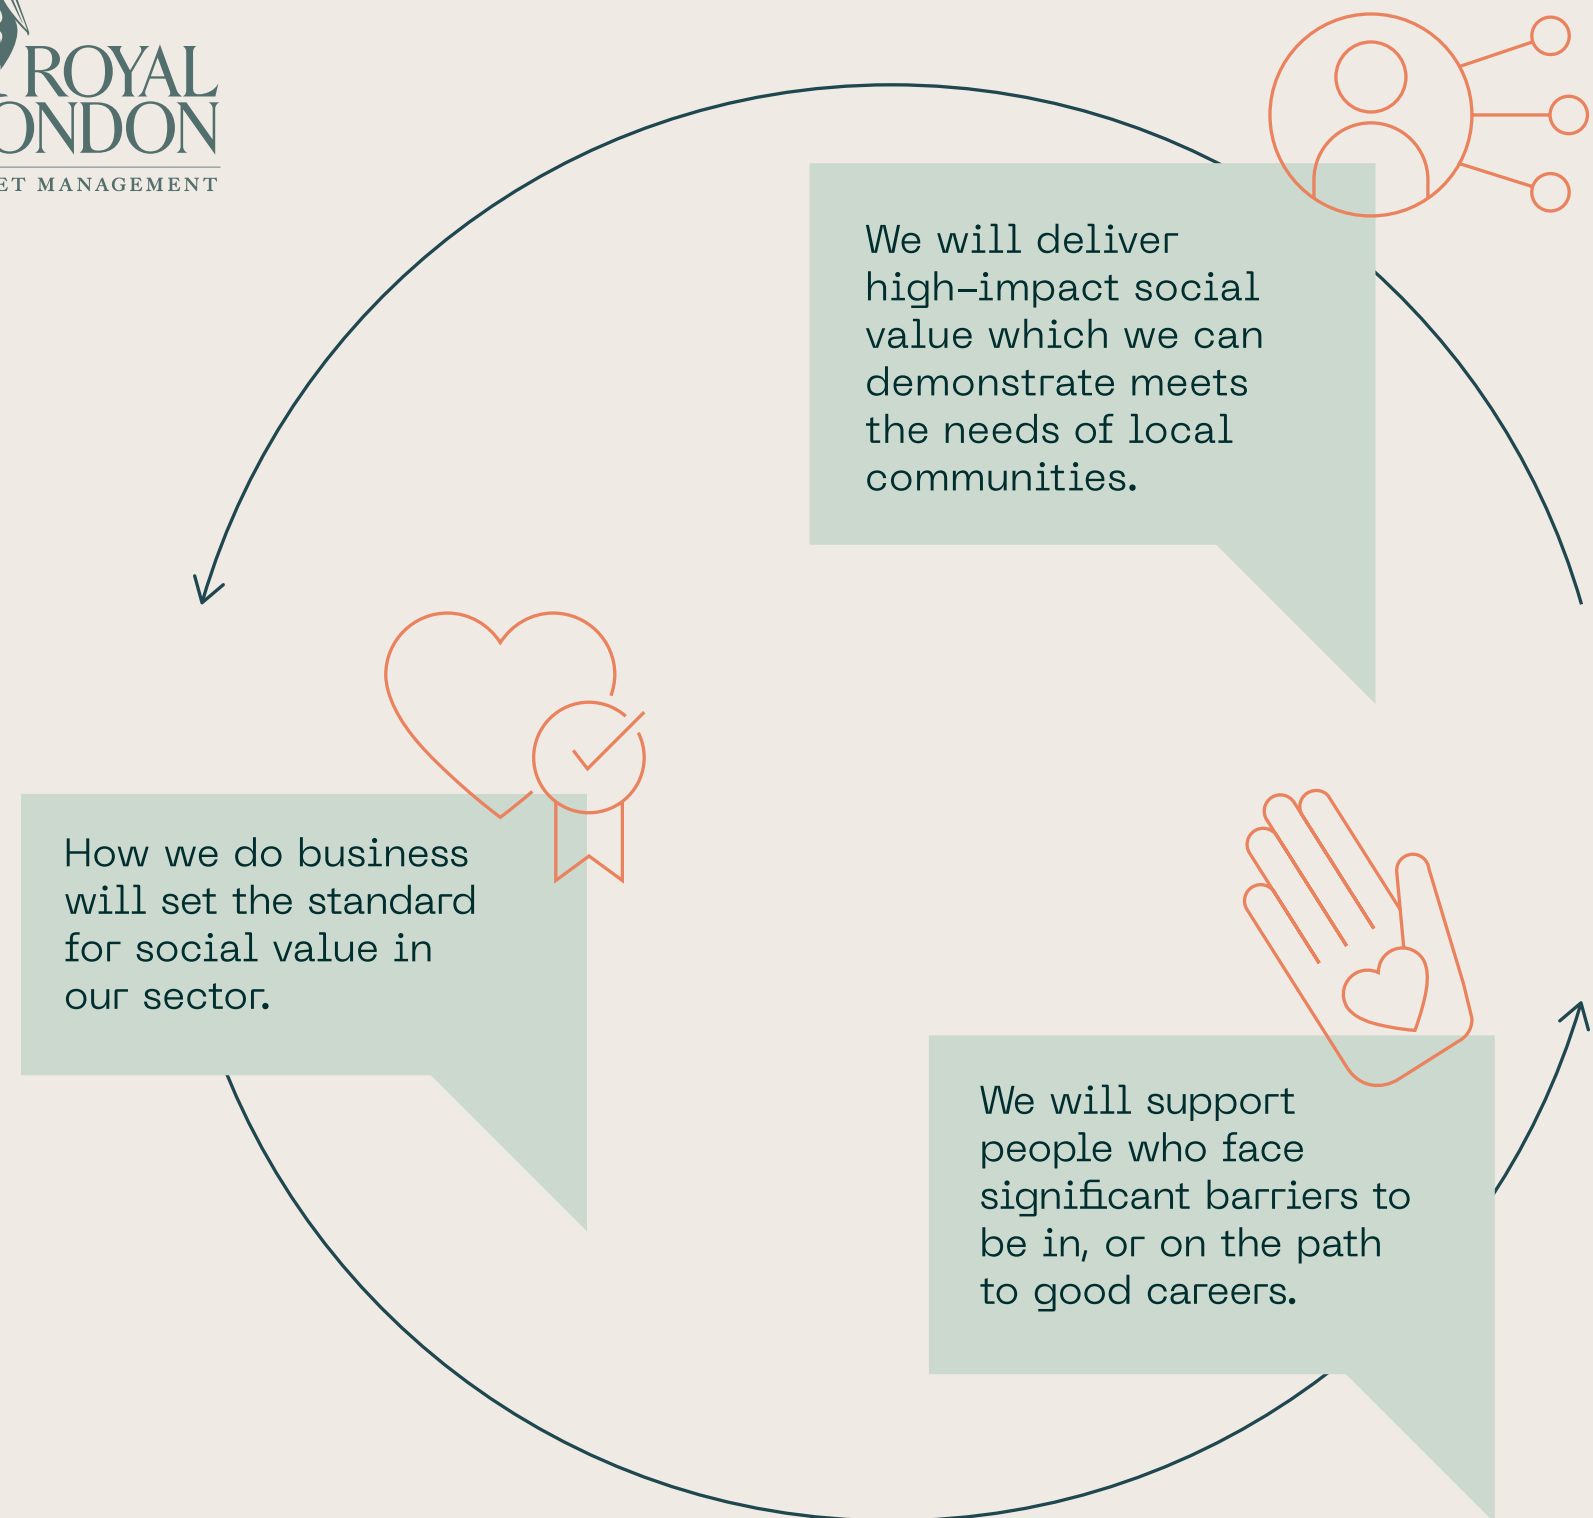 ROYAL
ONDON
ET MANAGEMENT
We will deliver
high–impact social
value which we can
demonstrate meets
the needs of local
communities.
How we do business
will set the standard
for social value in
our sector.
We will support
people who face
significant barriers to
be in, or on the path
to good careers.